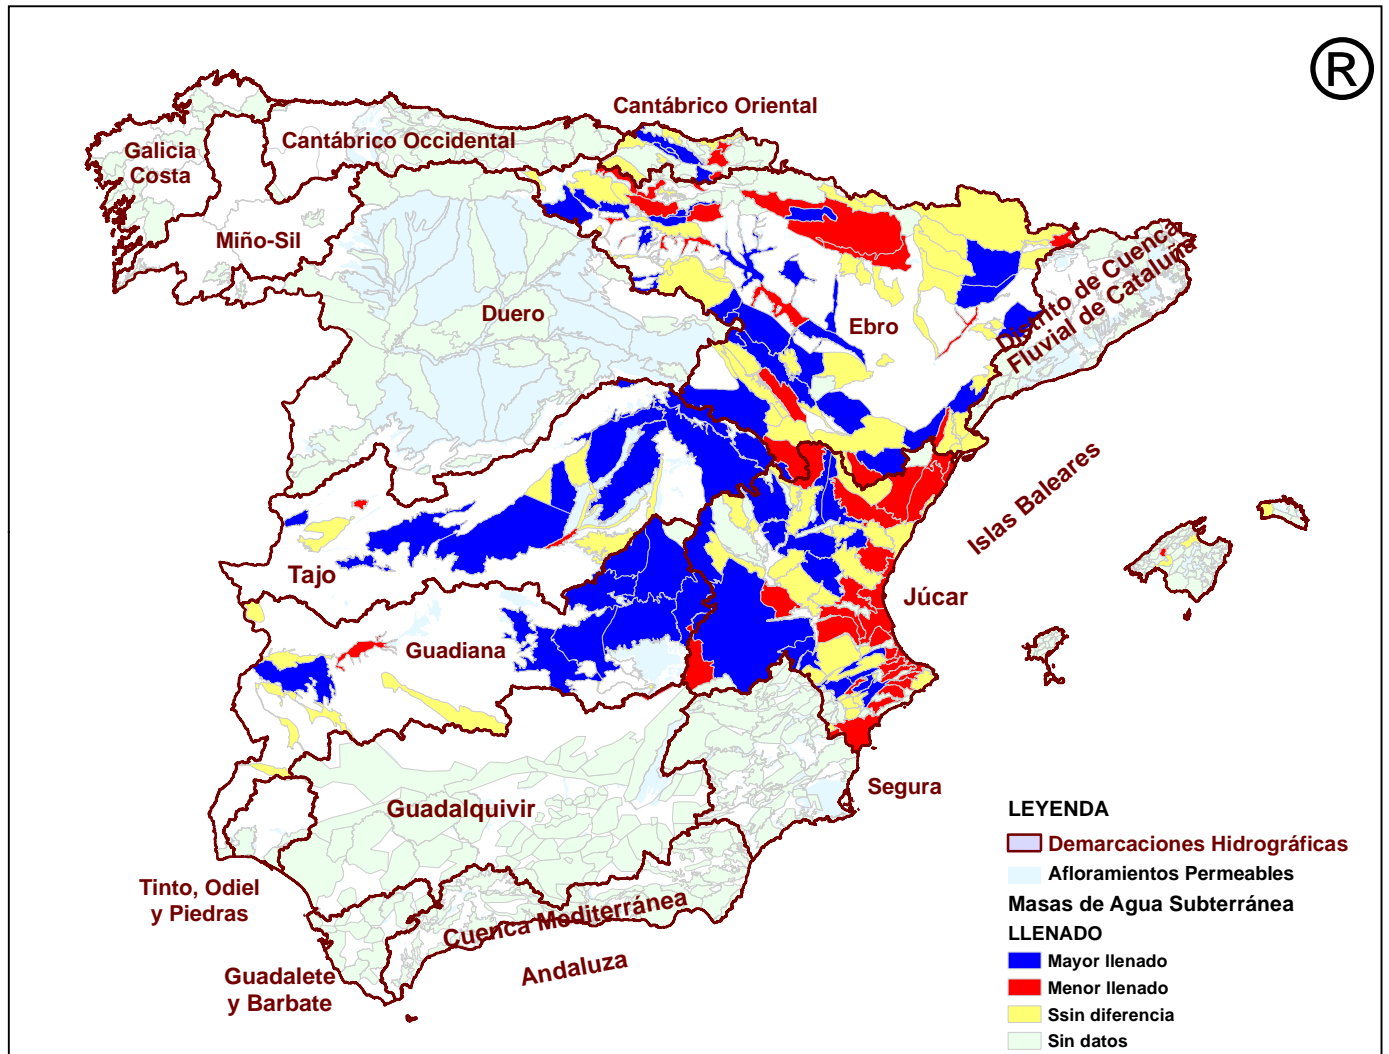 ®
Cantábrico Oriental
Cantábrico Occidental
Galicia
Costa
Miño-Sil
Duero
Ebro
Distrito de Cuenca
Fluvial de Cataluña
Islas Baleares
Tajo
Júcar
Guadiana
Segura
Guadalquivir
Tinto, Odiel
y Piedras
Cuenca Mediterránea
Andaluza
Guadalete
y Barbate
LEYENDA
Demarcaciones Hidrográficas
Afloramientos Permeables
Masas de Agua Subterránea
LLENADO
Mayor llenado
Menor llenado
Ssin diferencia
Sin datos